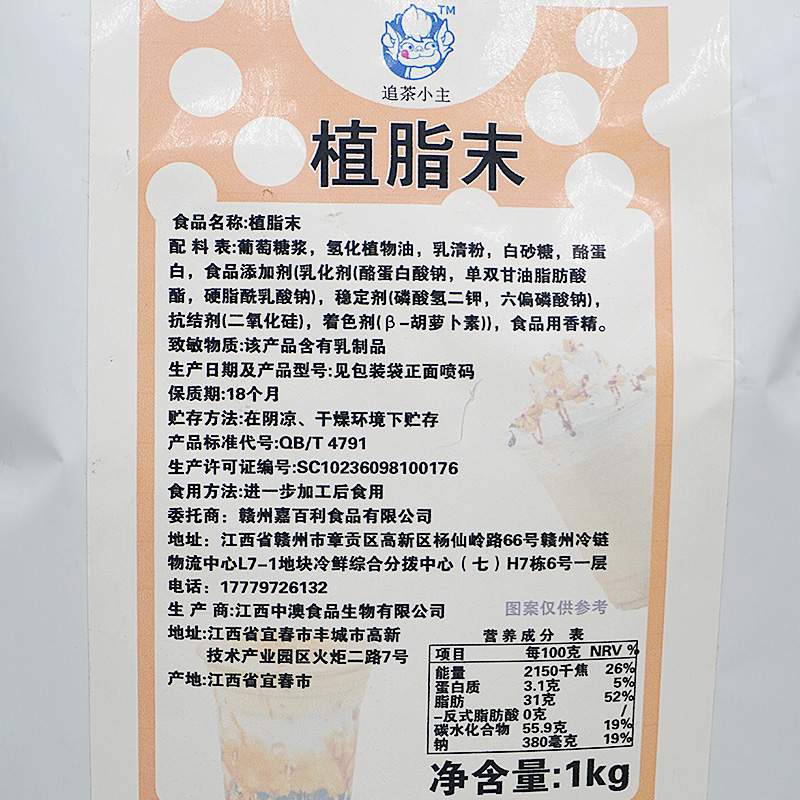 TM
追茶小主
植脂末
食品名称:植脂末
配 料 表:葡萄糖浆，氢化植物油，乳清粉，白砂糖，酪蛋
白，食品添加剂(乳化剂(酪蛋白酸钠，单双甘油脂肪酸
酯，硬脂酰乳酸钠)，稳定剂(磷酸氢二钾，六偏磷酸钠)，
抗结剂(二氧化硅)，着色剂(β-胡萝卜素))，食品用香精。
致敏物质:该产品含有乳制品
生产日期及产品型号:见包装袋正面喷码
保质期:18个月
贮存方法:在阴凉、干燥环境下贮存
产品标准代号:QB/T 4791
生产许可证编号:SC10236098100176
食用方法:进一步加工后食用
委托商：赣州嘉百利食品有限公司
地址：江西省赣州市章贡区高新区杨仙岭路66号赣州冷链
物流中心L7-1地块冷鲜综合分拨中心（七）H7栋6号一层
电话：17779726132
生 产 商:江西中澳食品生物有限公司
图案仅供参考
地址:江西省宜春市丰城市高新
技术产业园区火炬二路7号
产地:江西省宜春市
营 养 成 分 表
项目 每100克 NRV %
能量 2150千焦 26%
蛋白质 3.1克 5%
脂肪 31克 52%
-反式脂肪酸 0克 /
碳水化合物 55.9克 19%
钠 380毫克 19%
净含量:1kg